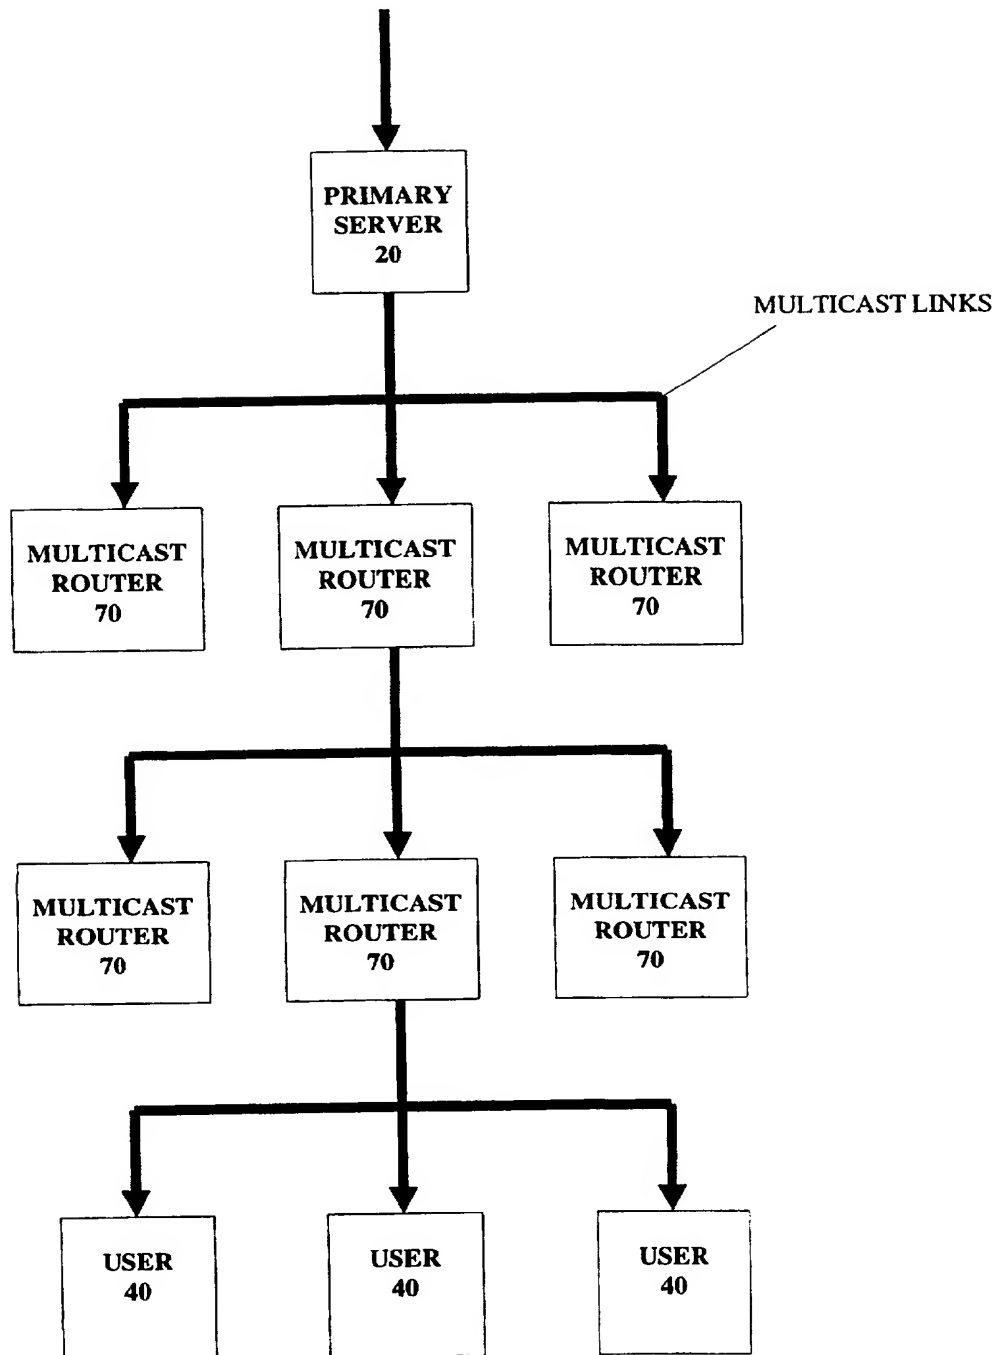 PRIMARY
SERVER
20
MULTICAST LINKS
MULTICAST
ROUTER
70
MULTICAST
ROUTER
70
MULTICAST
ROUTER
70
MULTICAST
ROUTER
70
MULTICAST
ROUTER
70
MULTICAST
ROUTER
70
USER
40
USER
40
USER
40